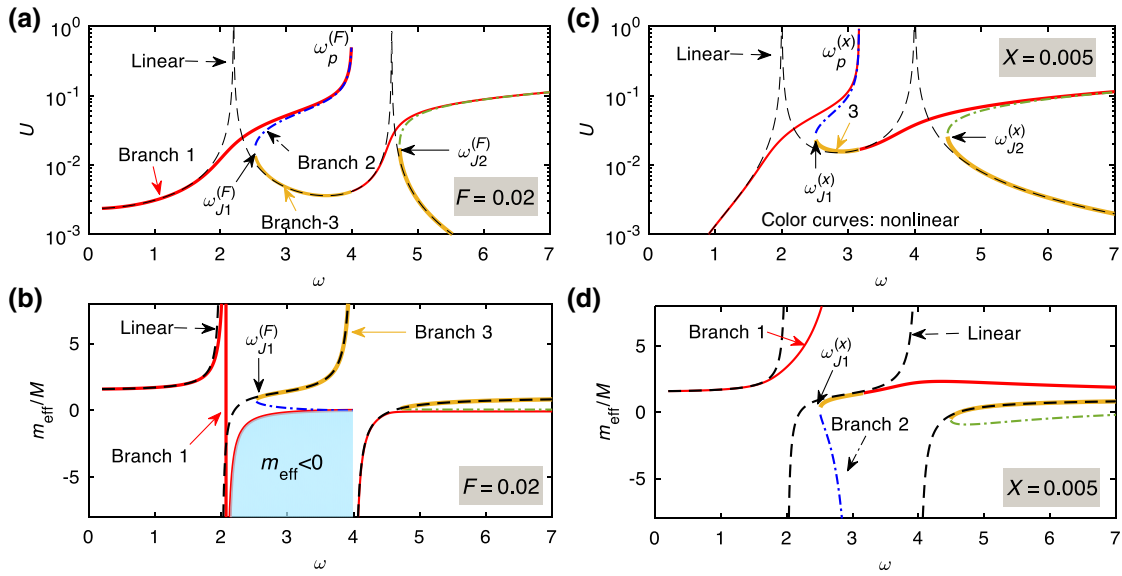 (a)
10⁰
10⁻¹
10⁻²
10⁻³
U
Linear
ω_p^(F)
Branch 1
Branch 2
ω_J1^(F)
Branch-3
ω_J2^(F)
F = 0.02
0 1 2 3 4 5 6 7
ω
(c)
10⁰
10⁻¹
10⁻²
10⁻³
U
Linear
ω_p^(x)
X = 0.005
3
ω_J1^(x)
ω_J2^(x)
Color curves: nonlinear
0 1 2 3 4 5 6 7
ω
(b)
5
0
-5
m_eff/M
Linear
ω_J1^(F)
Branch 3
Branch 1
m_eff<0
F = 0.02
0 1 2 3 4 5 6 7
ω
(d)
5
0
-5
m_eff/M
Branch 1
ω_J1^(x)
Linear
Branch 2
X = 0.005
0 1 2 3 4 5 6 7
ω